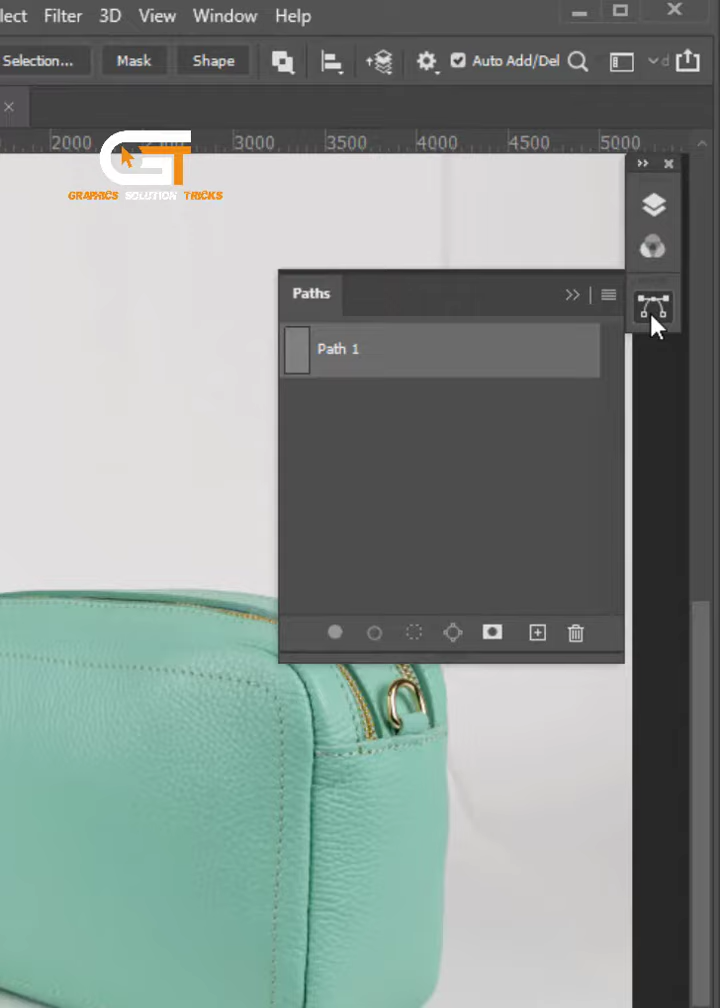 lect Filter 3D View Window Help
Selection... Mask Shape Auto Add/Del
2000 3000 3500 4000 4500 5000
GT
GRAPHICS SOLUTION TRICKS
Paths
Path 1